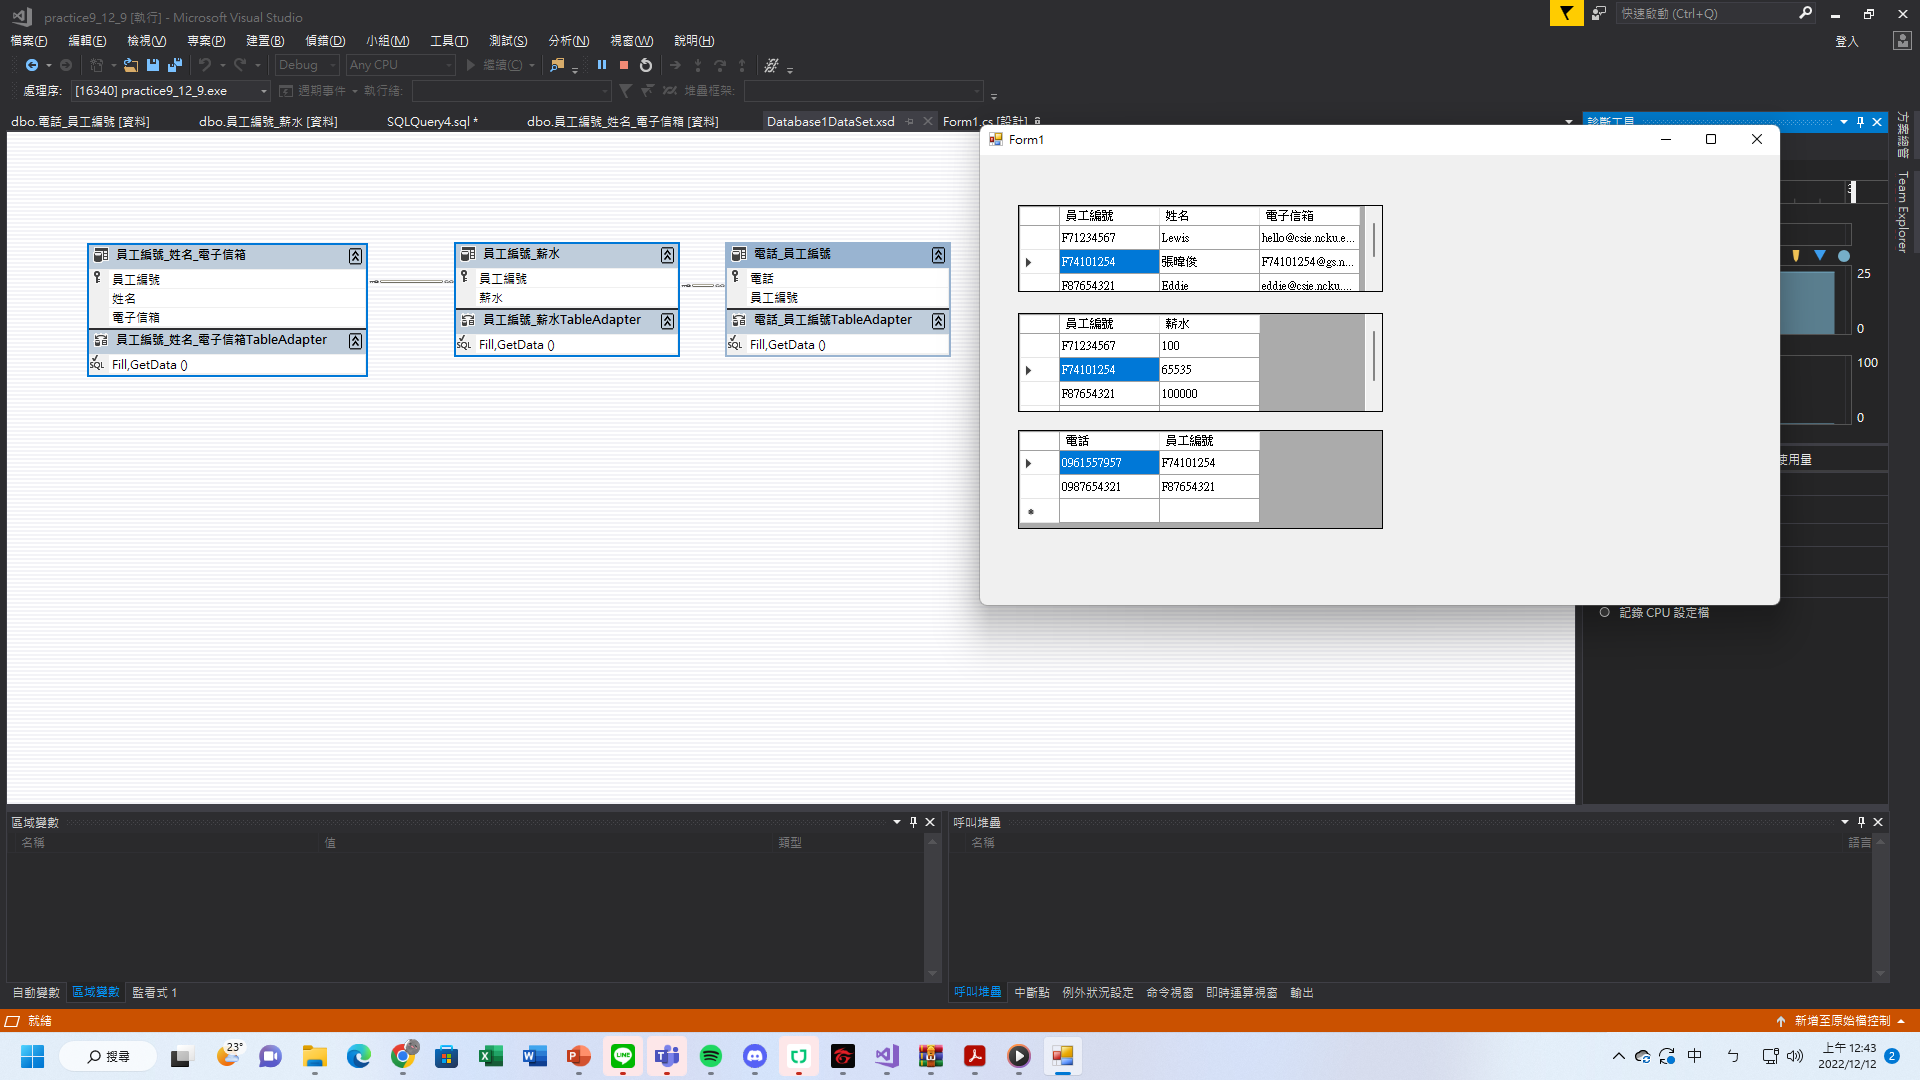 practice9_12_9 [執行] - Microsoft Visual Studio
快速啟動 (Ctrl+Q)
檔案(F) 編輯(E) 檢視(V) 專案(P) 建置(B) 偵錯(D) 小組(M) 工具(T) 測試(S) 分析(N) 視窗(W) 說明(H)
登入
Debug Any CPU 繼續(C)
處理序: [16340] practice9_12_9.exe 週期事件 執行緒: 堆疊框架:
dbo.電話_員工編號 [資料] dbo.員工編號_薪水 [資料] SQLQuery4.sql * dbo.員工編號_姓名_電子信箱 [資料] Database1DataSet.xsd Form1.cs [設計]
診斷工具
方案總管
Team Explorer
員工編號_姓名_電子信箱
員工編號
姓名
電子信箱
員工編號_姓名_電子信箱TableAdapter
Fill,GetData ()
員工編號_薪水
員工編號
薪水
員工編號_薪水TableAdapter
Fill,GetData ()
電話_員工編號
電話
員工編號
電話_員工編號TableAdapter
Fill,GetData ()
Form1
員工編號 姓名 電子信箱
F71234567 Lewis hello@csie.ncku.e...
F74101254 張暐俊 F74101254@gs.n...
F87654321 Eddie eddie@csie.ncku....
員工編號 薪水
F71234567 100
F74101254 65535
F87654321 100000
電話 員工編號
0961557957 F74101254
0987654321 F87654321
25
0
100
0
使用量
記錄 CPU 設定檔
區域變數
名稱 值 類型
自動變數 區域變數 監看式 1
呼叫堆疊
名稱 語言
呼叫堆疊 中斷點 例外狀況設定 命令視窗 即時運算視窗 輸出
就緒
新增至原始檔控制
搜尋
23°
中
ㄅ
上午 12:43
2022/12/12
2